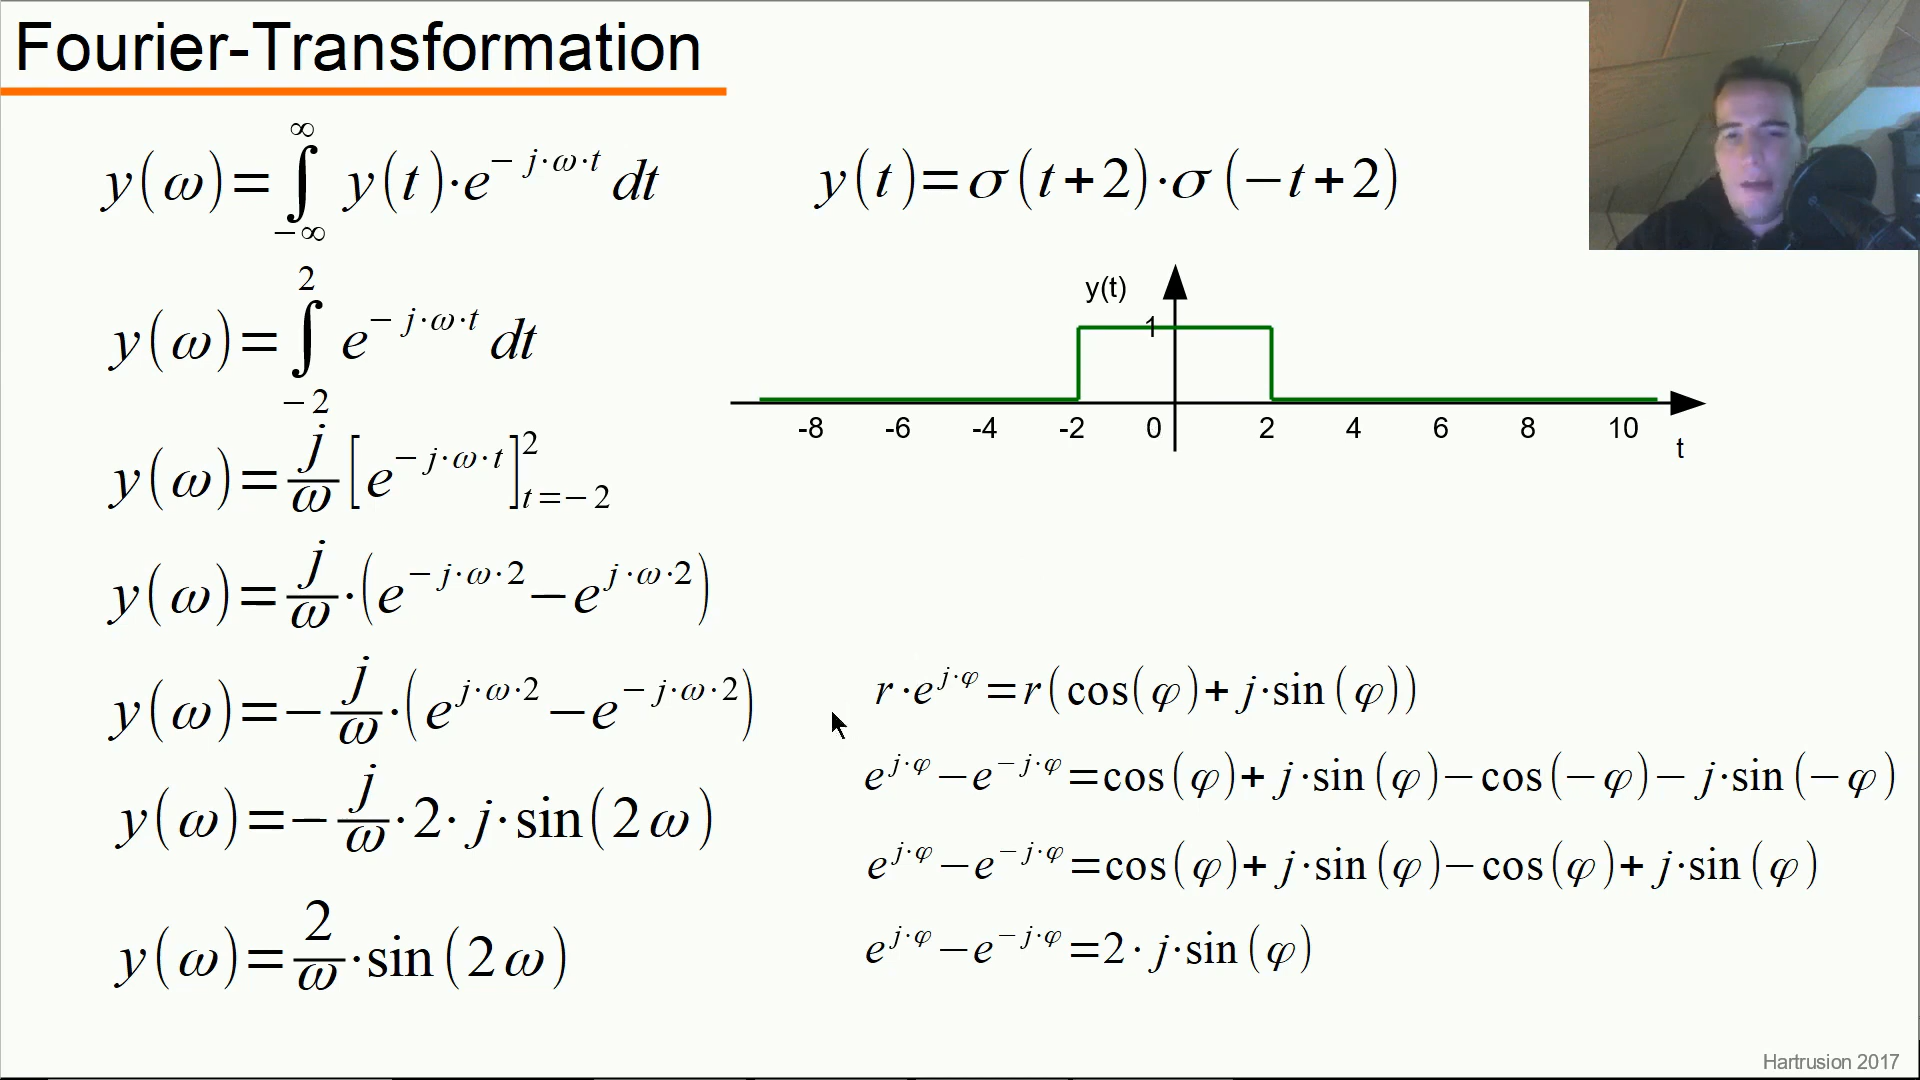 Fourier-Transformation
y(ω)=∫_{-∞}^{∞} y(t)·e^{-j·ω·t} dt
y(t)=σ(t+2)·σ(-t+2)
y(ω)=∫_{-2}^{2} e^{-j·ω·t} dt
y(t)
1
-8 -6 -4 -2 0 2 4 6 8 10
t
y(ω)=j/ω [e^{-j·ω·t}]_{t=-2}^{2}
y(ω)=j/ω·(e^{-j·ω·2}-e^{j·ω·2})
y(ω)=-j/ω·(e^{j·ω·2}-e^{-j·ω·2})
y(ω)=-j/ω·2·j·sin(2ω)
y(ω)=2/ω·sin(2ω)
r·e^{j·φ}=r(cos(φ)+j·sin(φ))
e^{j·φ}-e^{-j·φ}=cos(φ)+j·sin(φ)-cos(-φ)-j·sin(-φ)
e^{j·φ}-e^{-j·φ}=cos(φ)+j·sin(φ)-cos(φ)+j·sin(φ)
e^{j·φ}-e^{-j·φ}=2·j·sin(φ)
Hartrusion 2017